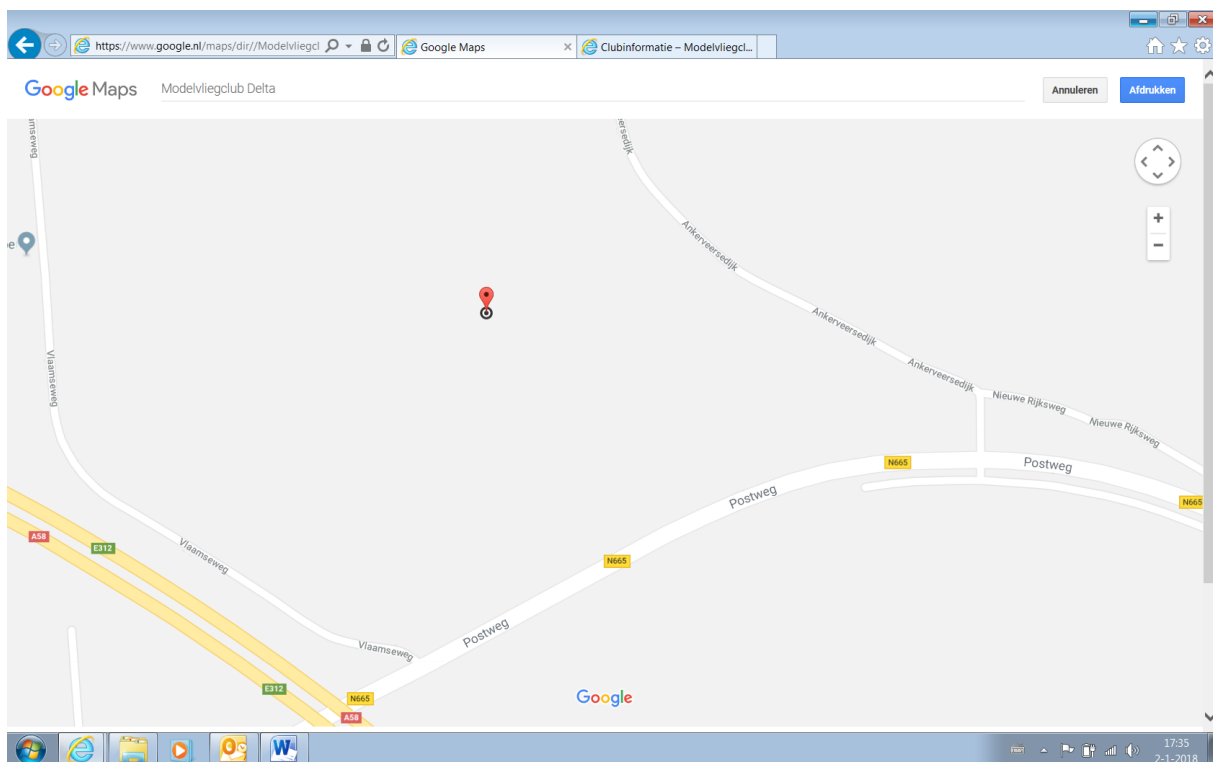 https://www.google.nl/maps/dir//Modelvliegcl
Google Maps
Clubinformatie – Modelvliegcl...
Google Maps
Modelvliegclub Delta
Annuleren
Afdrukken
Ankerveersedijk
Ankerveersedijk
Ankerveersedijk
Nieuwe Rijksweg
Nieuwe Rijksweg
Vlaamseweg
N665
Postweg
Postweg
N665
A58
E312
Vlaamseweg
N665
Postweg
Vlaamseweg
E312
N665
A58
Google
17:35
2-1-2018